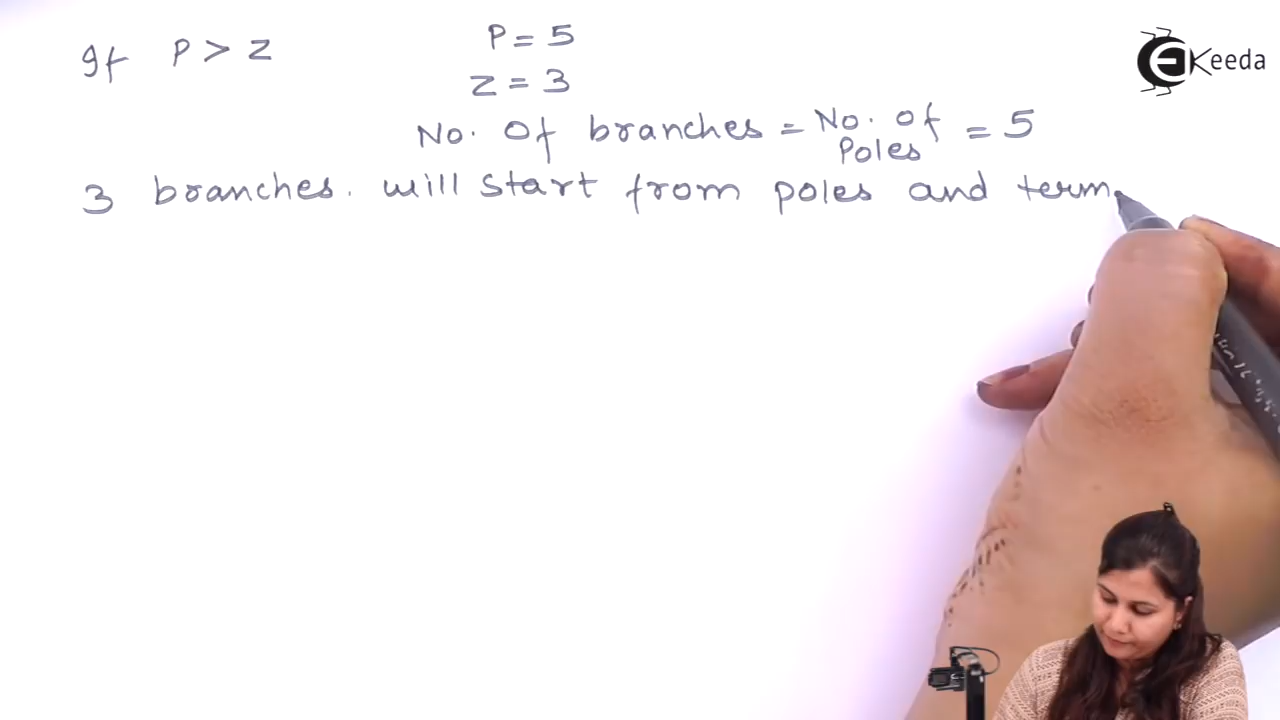 If P > Z
P = 5
Z = 3
No. Of branches = No. of Poles = 5
3 branches. will start from poles and term
EKeeda